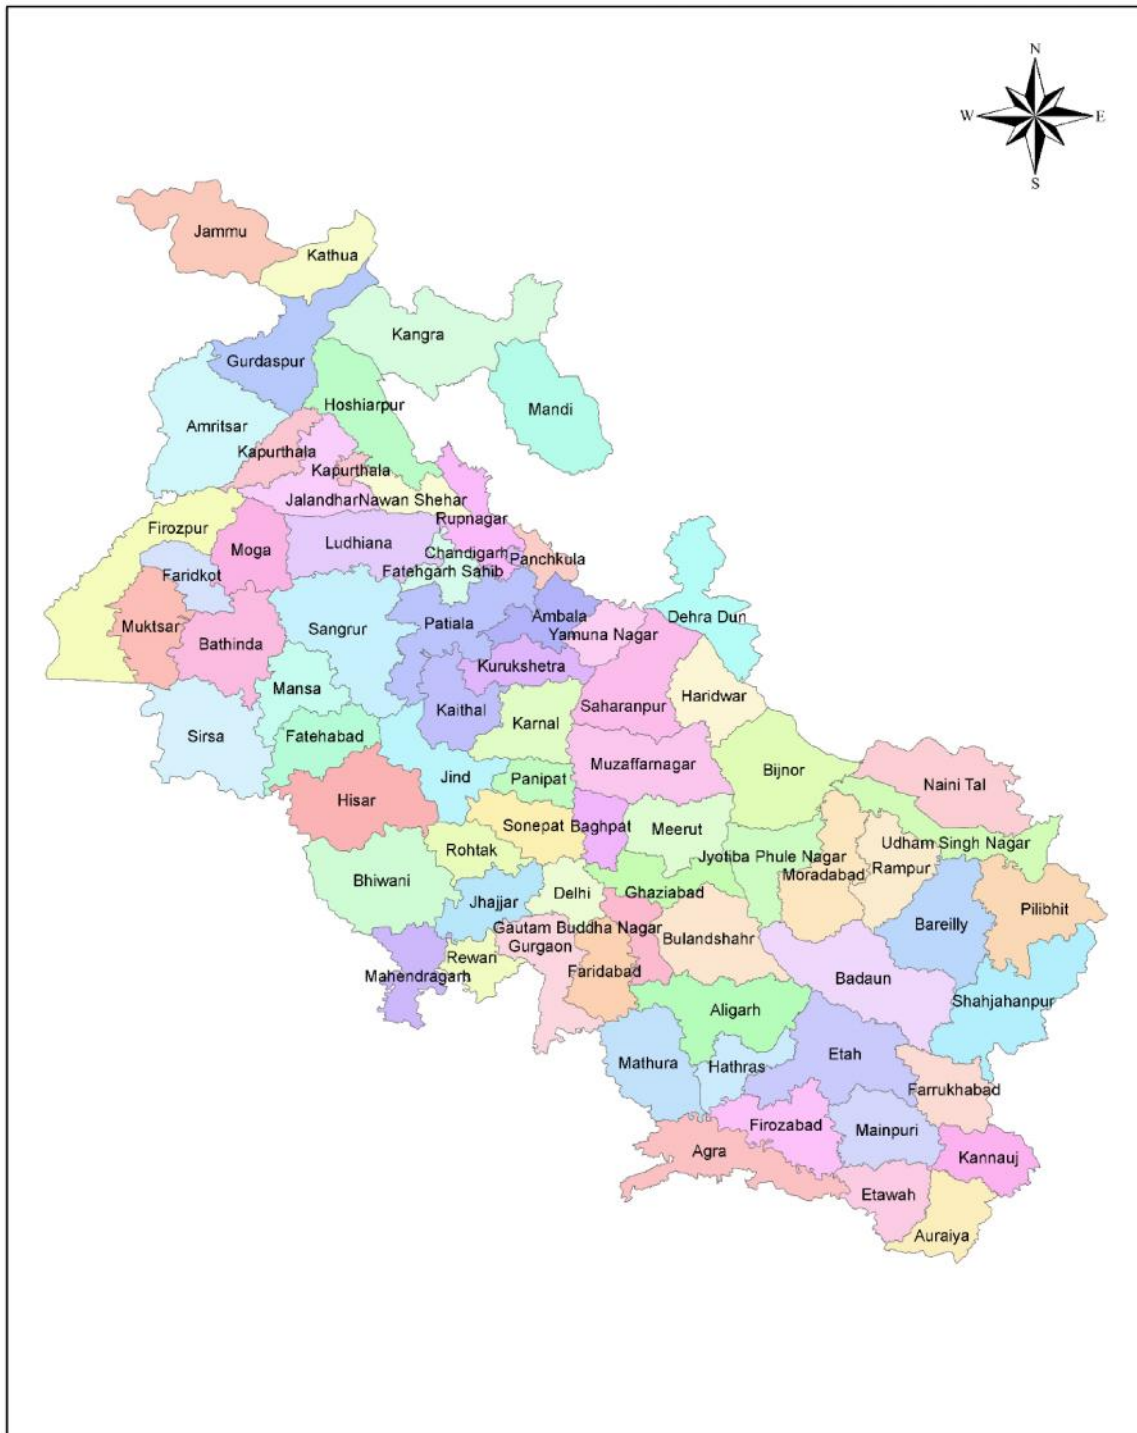 N
W E
S
Jammu
Kathua
Kangra
Gurdaspur
Hoshiarpur
Mandi
Amritsar
Kapurthala
Kapurthala
Jalandhar Nawan Shehar
Rupnagar
Firozpur
Ludhiana
Moga
Chandigarh
Panchkula
Faridkot
Fatehgarh Sahib
Ambala
Dehra Dun
Muktsar
Patiala
Sangrur
Yamuna Nagar
Bathinda
Kurukshetra
Mansa
Haridwar
Kaithal
Saharanpur
Karnal
Sirsa
Fatehabad
Muzaffarnagar
Bijnor
Jind
Panipat
Naini Tal
Hisar
Sonepat
Baghpat
Meerut
Udham Singh Nagar
Rohtak
Jyotiba Phule Nagar
Rampur
Moradabad
Bhiwani
Delhi
Ghaziabad
Jhajjar
Pilibhit
Bareilly
Gautam Buddha Nagar
Bulandshahr
Gurgaon
Rewari
Mahendragarh
Faridabad
Badaun
Shahjahanpur
Aligarh
Etah
Mathura
Hathras
Farrukhabad
Firozabad
Mainpuri
Agra
Kannauj
Etawah
Auraiya